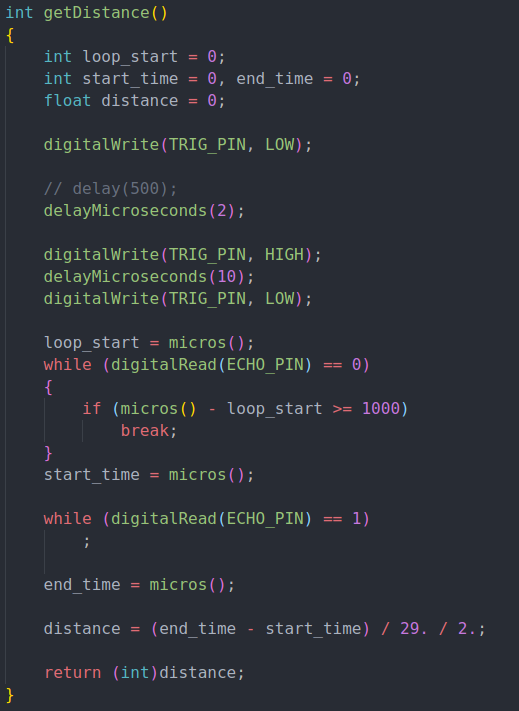 int getDistance()
{
    int loop_start = 0;
    int start_time = 0, end_time = 0;
    float distance = 0;

    digitalWrite(TRIG_PIN, LOW);

    // delay(500);
    delayMicroseconds(2);

    digitalWrite(TRIG_PIN, HIGH);
    delayMicroseconds(10);
    digitalWrite(TRIG_PIN, LOW);

    loop_start = micros();
    while (digitalRead(ECHO_PIN) == 0)
    {
        if (micros() - loop_start >= 1000)
            break;
    }
    start_time = micros();

    while (digitalRead(ECHO_PIN) == 1)
        ;

    end_time = micros();

    distance = (end_time - start_time) / 29. / 2.;

    return (int)distance;
}